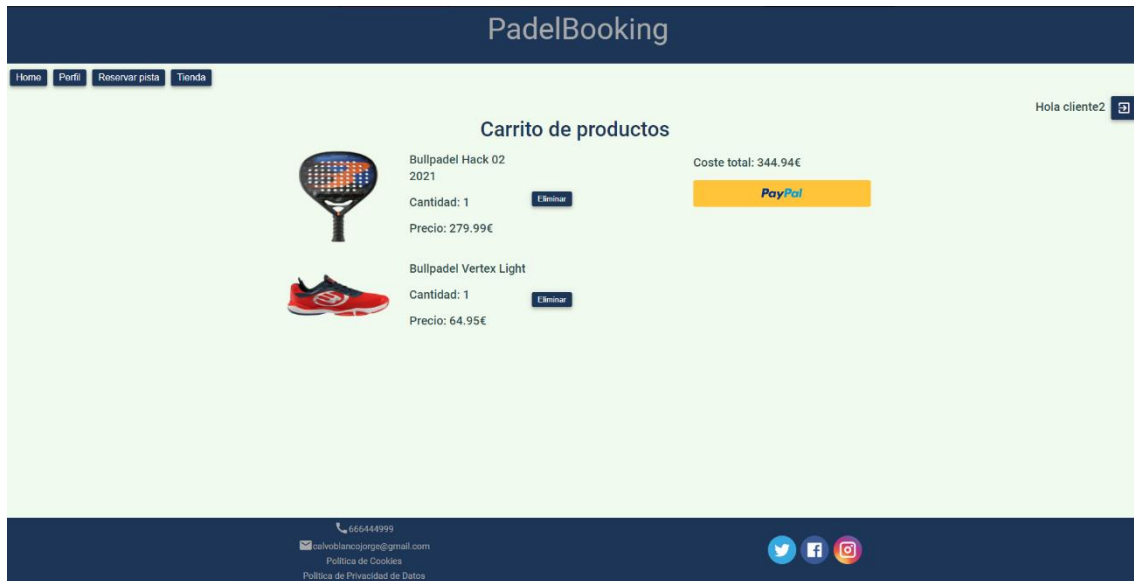 PadelBooking
Home Perfil Reservar pista Tienda
Hola cliente2
Carrito de productos
Bullpadel Hack 02
2021
Cantidad: 1
Eliminar
Precio: 279.99€
Coste total: 344.94€
PayPal
Bullpadel Vertex Light
Cantidad: 1
Eliminar
Precio: 64.95€
666444999
calvoblancojorge@gmail.com
Política de Cookies
Política de Privacidad de Datos